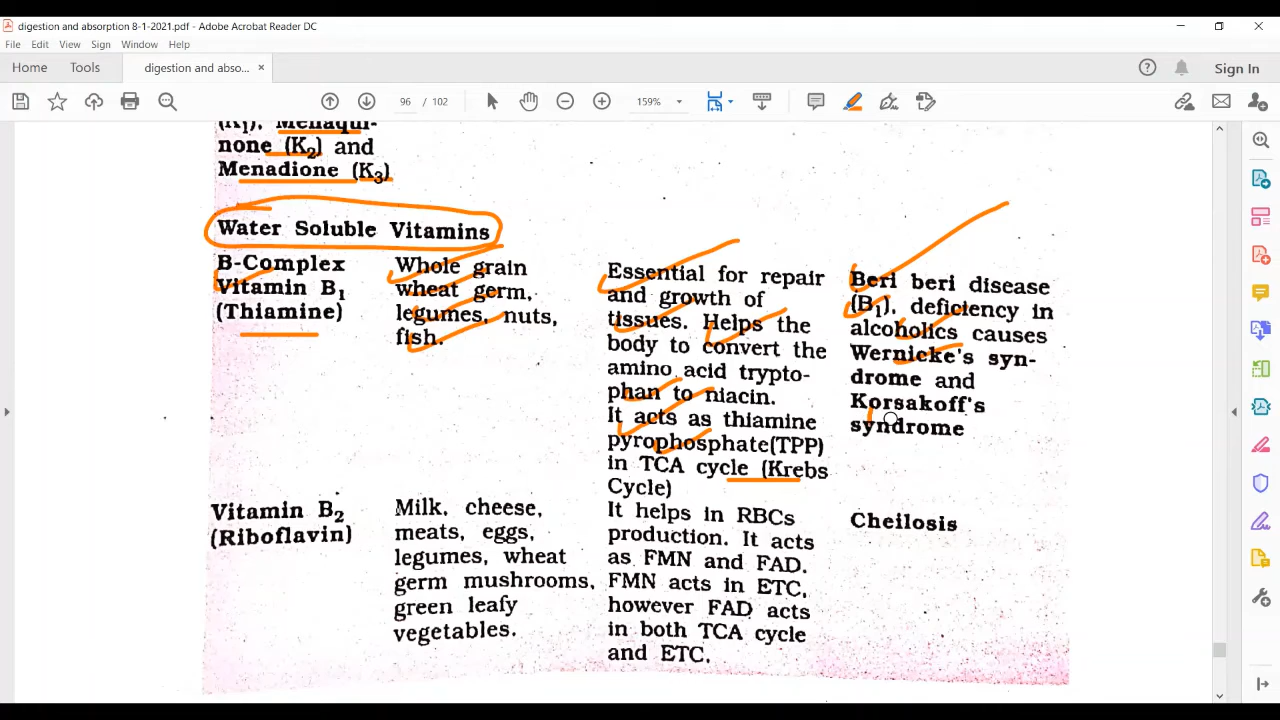 digestion and absorption 8-1-2021.pdf - Adobe Acrobat Reader DC
File Edit View Sign Window Help
Home Tools digestion and abso... ×
96 / 102 159% Sign In
(K1), Menaqui-
none (K2) and
Menadione (K3)
Water Soluble Vitamins
B-Complex
Vitamin B1
(Thiamine)
Whole grain
wheat germ,
legumes, nuts,
fish.
Essential for repair
and growth of
tissues. Helps the
body to convert the
amino acid trypto-
phan to niacin.
It acts as thiamine
pyrophosphate(TPP)
in TCA cycle (Krebs
Cycle)
Beri beri disease
(B1), deficiency in
alcoholics causes
Wernicke's syn-
drome and
Korsakoff's
syndrome
Vitamin B2
(Riboflavin)
Milk, cheese,
meats, eggs,
legumes, wheat
germ mushrooms,
green leafy
vegetables.
It helps in RBCs
production. It acts
as FMN and FAD.
FMN acts in ETC,
however FAD acts
in both TCA cycle
and ETC.
Cheilosis